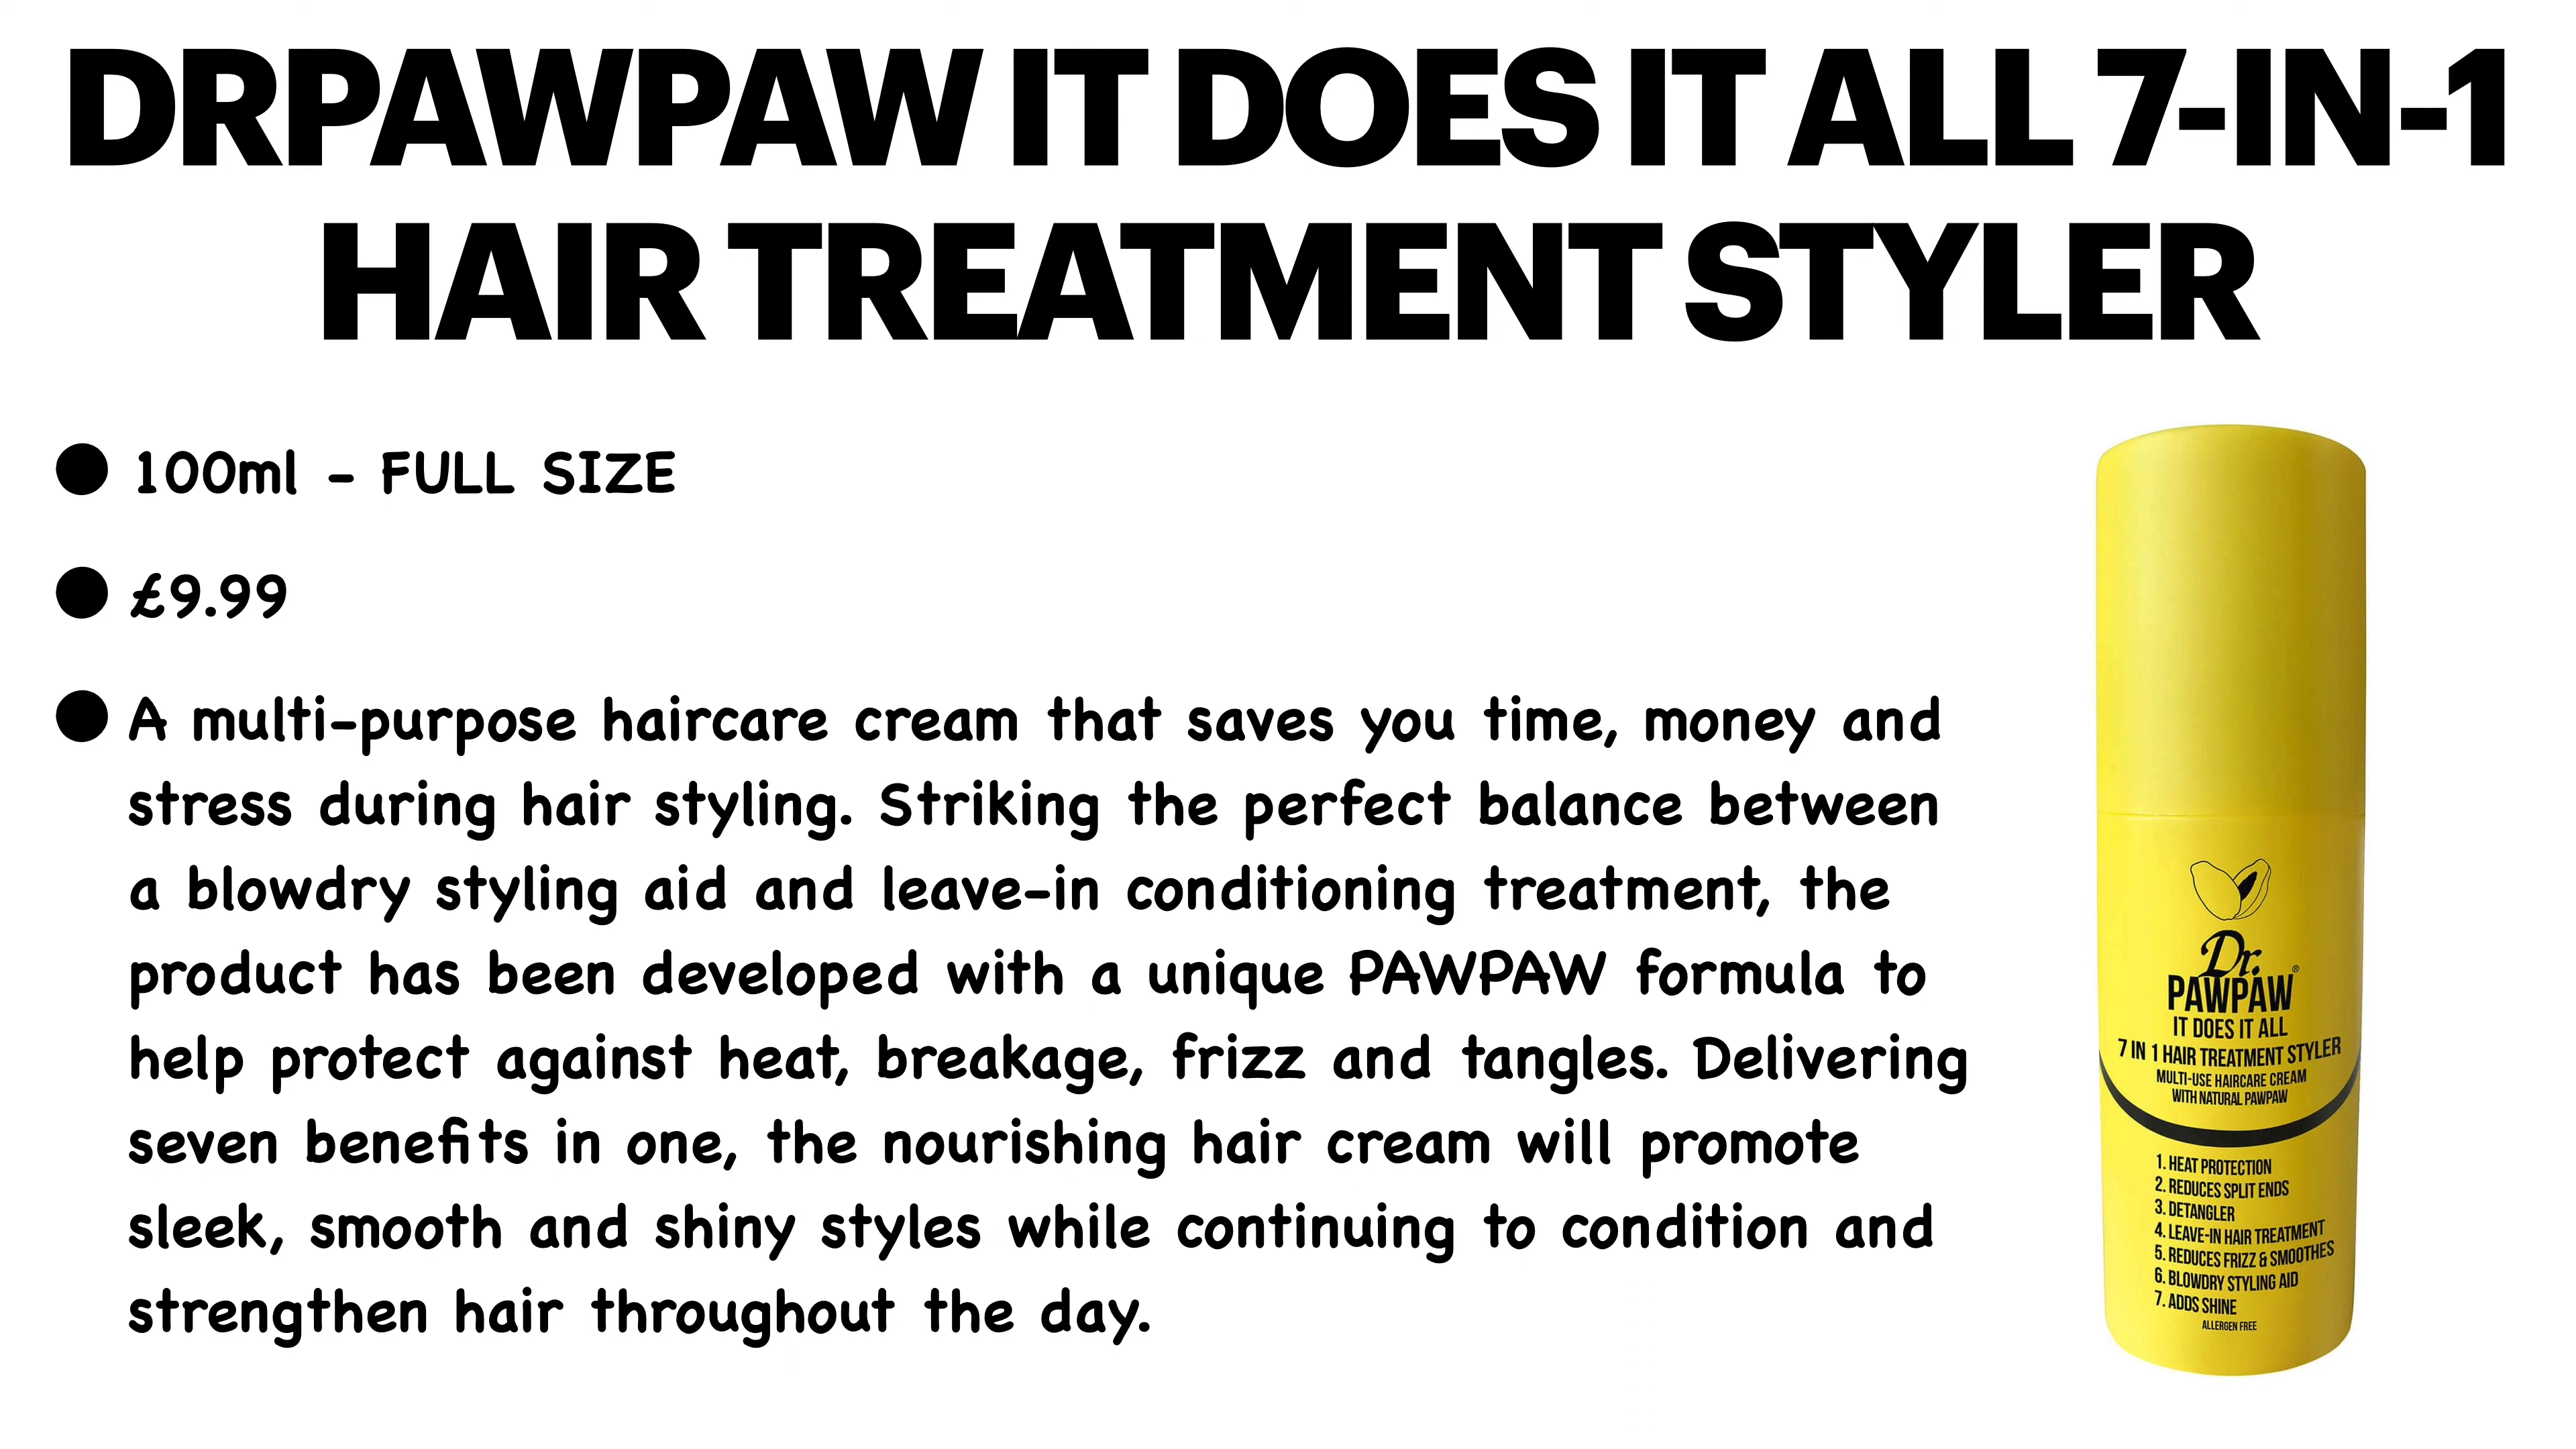 DRPAWPAW IT DOES IT ALL 7-IN-1
HAIR TREATMENT STYLER
100ml - FULL SIZE
£9.99
A multi-purpose haircare cream that saves you time, money and
stress during hair styling. Striking the perfect balance between
a blowdry styling aid and leave-in conditioning treatment, the
product has been developed with a unique PAWPAW formula to
help protect against heat, breakage, frizz and tangles. Delivering
seven benefits in one, the nourishing hair cream will promote
sleek, smooth and shiny styles while continuing to condition and
strengthen hair throughout the day.
Dr.
PAWPAW®
IT DOES IT ALL
7 IN 1 HAIR TREATMENT STYLER
MULTI-USE HAIRCARE CREAM
WITH NATURAL PAWPAW
1. HEAT PROTECTION
2. REDUCES SPLIT ENDS
3. DETANGLER
4. LEAVE-IN HAIR TREATMENT
5. REDUCES FRIZZ & SMOOTHES
6. BLOWDRY STYLING AID
7. ADDS SHINE
ALLERGEN FREE